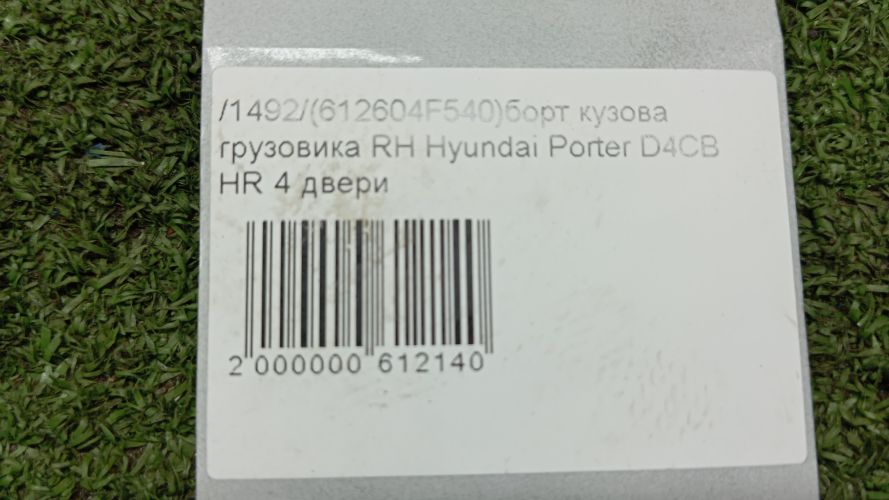 /1492/(612604F540)борт кузова
грузовика RH Hyundai Porter D4CB
HR 4 двери
2 000000 612140